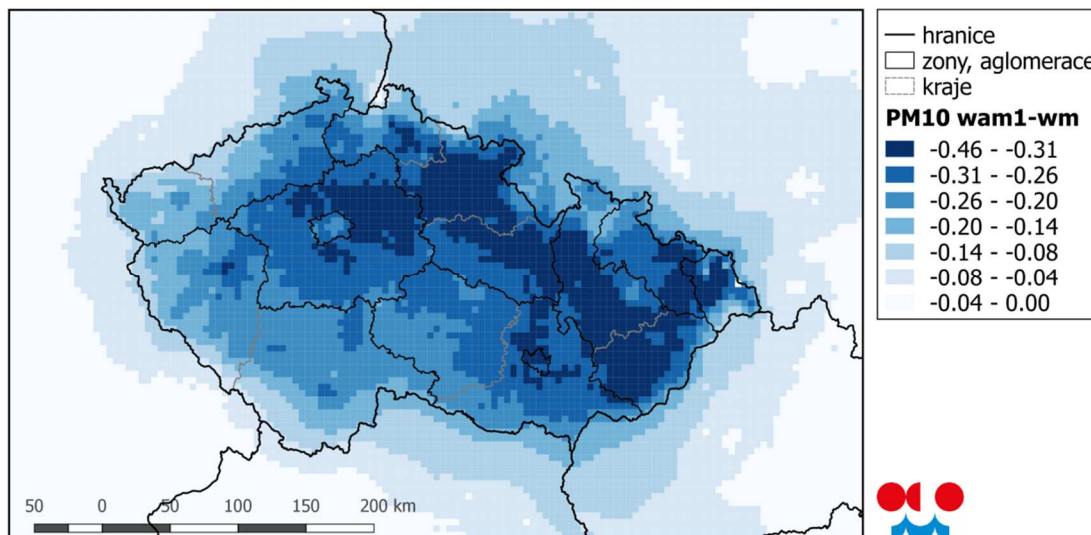 hranice
zony, aglomerace
kraje
PM10 wam1-wm
-0.46 - -0.31
-0.31 - -0.26
-0.26 - -0.20
-0.20 - -0.14
-0.14 - -0.08
-0.08 - -0.04
-0.04 - 0.00
50 0 50 100 150 200 km